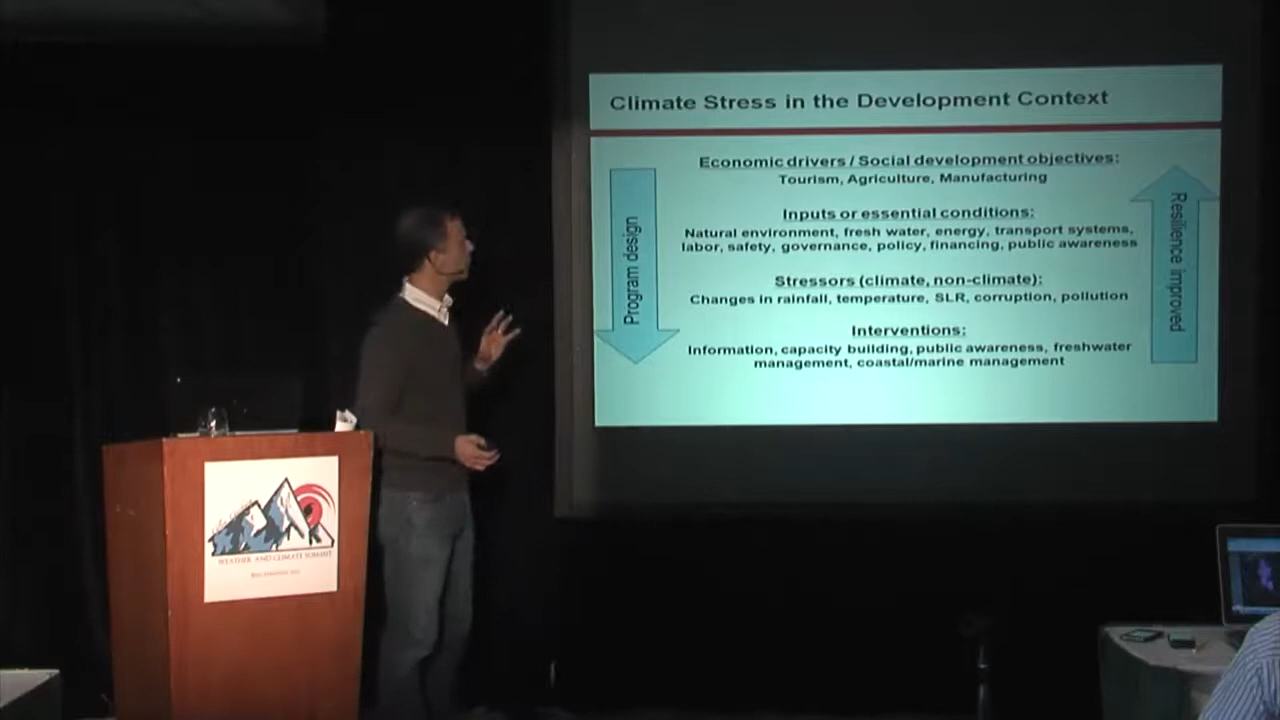 Climate Stress in the Development Context
Economic drivers / Social development objectives:
Tourism, Agriculture, Manufacturing
Inputs or essential conditions:
Natural environment, fresh water, energy, transport systems,
labor, safety, governance, policy, financing, public awareness
Stressors (climate, non-climate):
Changes in rainfall, temperature, SLR, corruption, pollution
Interventions:
Information, capacity building, public awareness, freshwater
management, coastal/marine management
Program design
Resilience improved
WEATHER AND CLIMATE SUMMIT